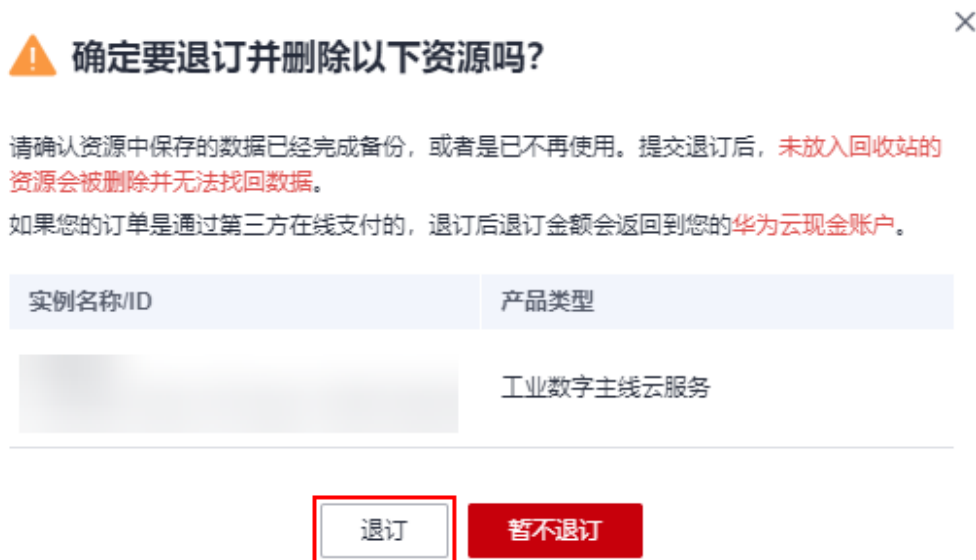 确定要退订并删除以下资源吗？
请确认资源中保存的数据已经完成备份，或者是已不再使用。提交退订后，未放入回收站的
资源会被删除并无法找回数据。
如果您的订单是通过第三方在线支付的，退订后退订金额会返回到您的华为云现金账户。
实例名称/ID 产品类型
工业数字主线云服务
退订 暂不退订